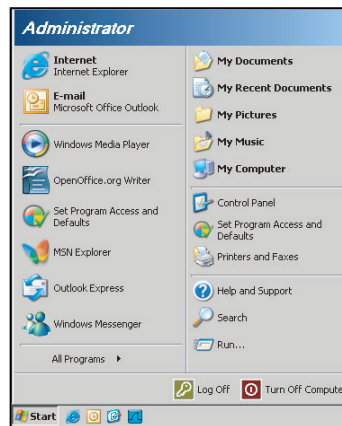 Administrator
Internet
Internet Explorer
E-mail
Microsoft Office Outlook
Windows Media Player
OpenOffice.org Writer
Set Program Access and
Defaults
MSN Explorer
Outlook Express
Windows Messenger
All Programs
My Documents
My Recent Documents
My Pictures
My Music
My Computer
Control Panel
Set Program Access and
Defaults
Printers and Faxes
Help and Support
Search
Run...
Log Off
Turn Off Compute
Start